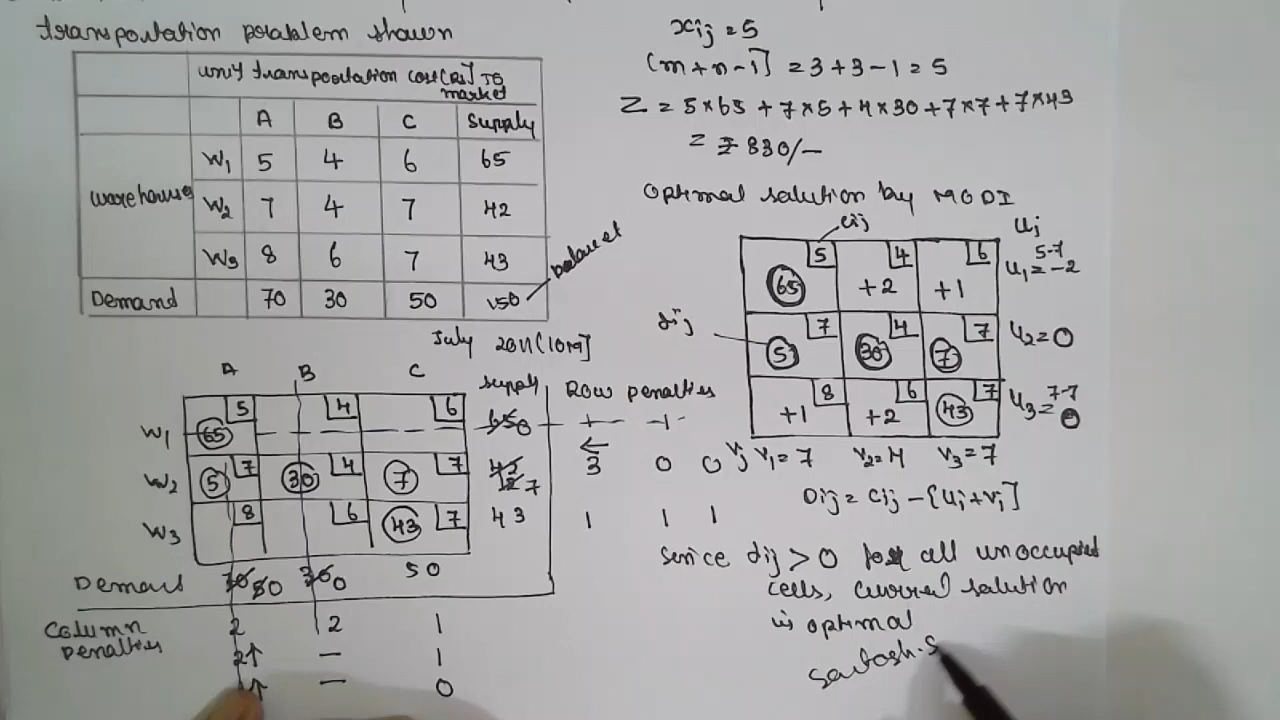 transportation problem shown
unit transportation cost (Rs) To
market
A B C Supply
warehouse
W1 5 4 6 65
W2 7 4 7 42
W3 8 6 7 43
Demand 70 30 50 150
July 2011 (10M]
A B C Supply Row penalties
W1 5 65 4 6 650 1 -1-
W2 5 7 30 4 7 7 7 3 0 0
W3 8 6 43 7 43 1 1 1
Demand 50
Column 2 2 1
penalties
2↑ — 1
↑ — 0
xij = 5
(m+n-1] = 3+3-1 = 5
Z = 5*65 + 7*5 + 4*30 + 7*7 + 7*43
Z = 830/-
Optimal solution by MODI
cij
ui
5 4 6 5-7
65 +2 +1 u1=-2
dij
7 4 7
5 30 7 u2=0
8 6 7 7-7
+1 +2 43 u3=0
vj v1=7 v2=4 v3=7
Dij = Cij - [ui+vi]
since dij > 0 for all unoccupied
cells, current solution
is optimal
Santosh.S